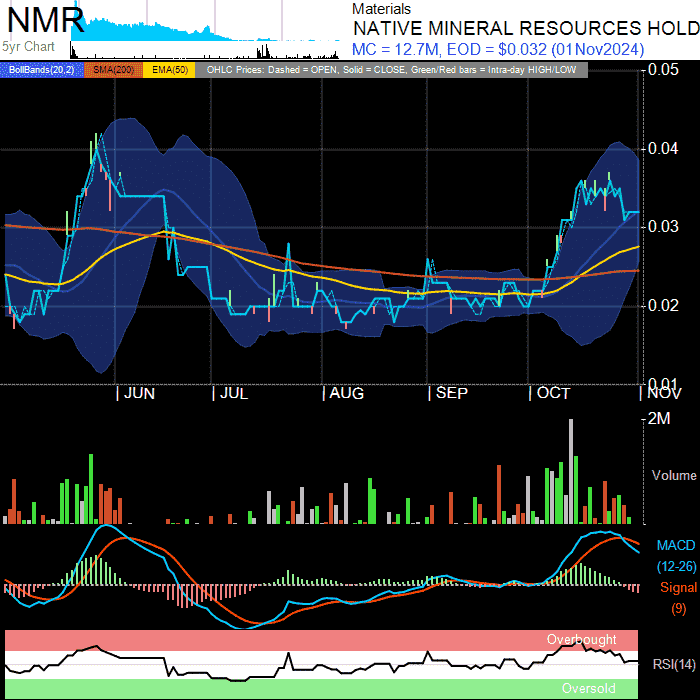 NMR
5yr Chart
Materials
NATIVE MINERAL RESOURCES HOLD
MC = 12.7M, EOD = $0.032 (01Nov2024)
BollBands(20,2) SMA(200) EMA(50) OHLC Prices: Dashed = OPEN, Solid = CLOSE, Green/Red bars = Intra-day HIGH/LOW
0.05
0.04
0.03
0.02
0.01
| JUN | JUL | AUG | SEP | OCT | NOV
2M
Volume
MACD
(12-26)
Signal
(9)
Overbought
RSI(14)
Oversold